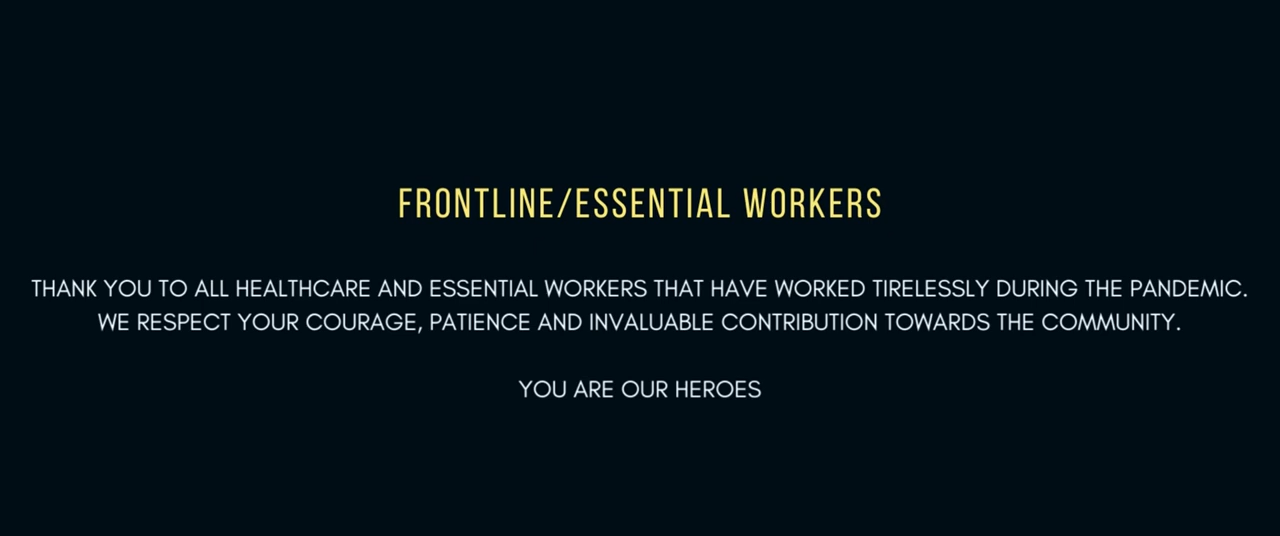 FRONTLINE/ESSENTIAL WORKERS
THANK YOU TO ALL HEALTHCARE AND ESSENTIAL WORKERS THAT HAVE WORKED TIRELESSLY DURING THE PANDEMIC.
WE RESPECT YOUR COURAGE, PATIENCE AND INVALUABLE CONTRIBUTION TOWARDS THE COMMUNITY.
YOU ARE OUR HEROES